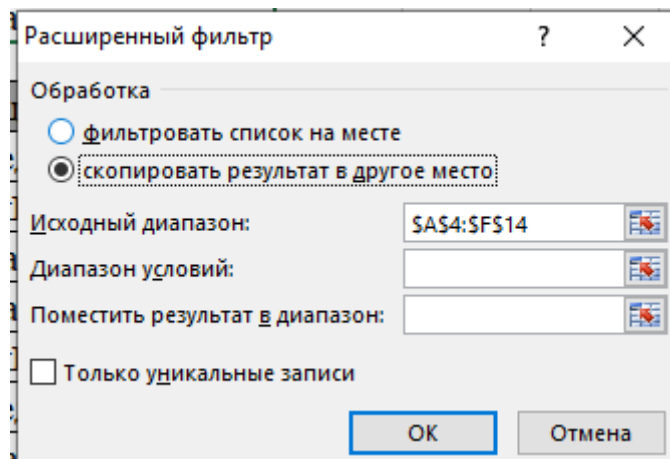 Расширенный фильтр ?
Обработка
фильтровать список на месте
скопировать результат в другое место
Исходный диапазон: $A$4:$F$14
Диапазон условий:
Поместить результат в диапазон:
Только уникальные записи
ОК Отмена